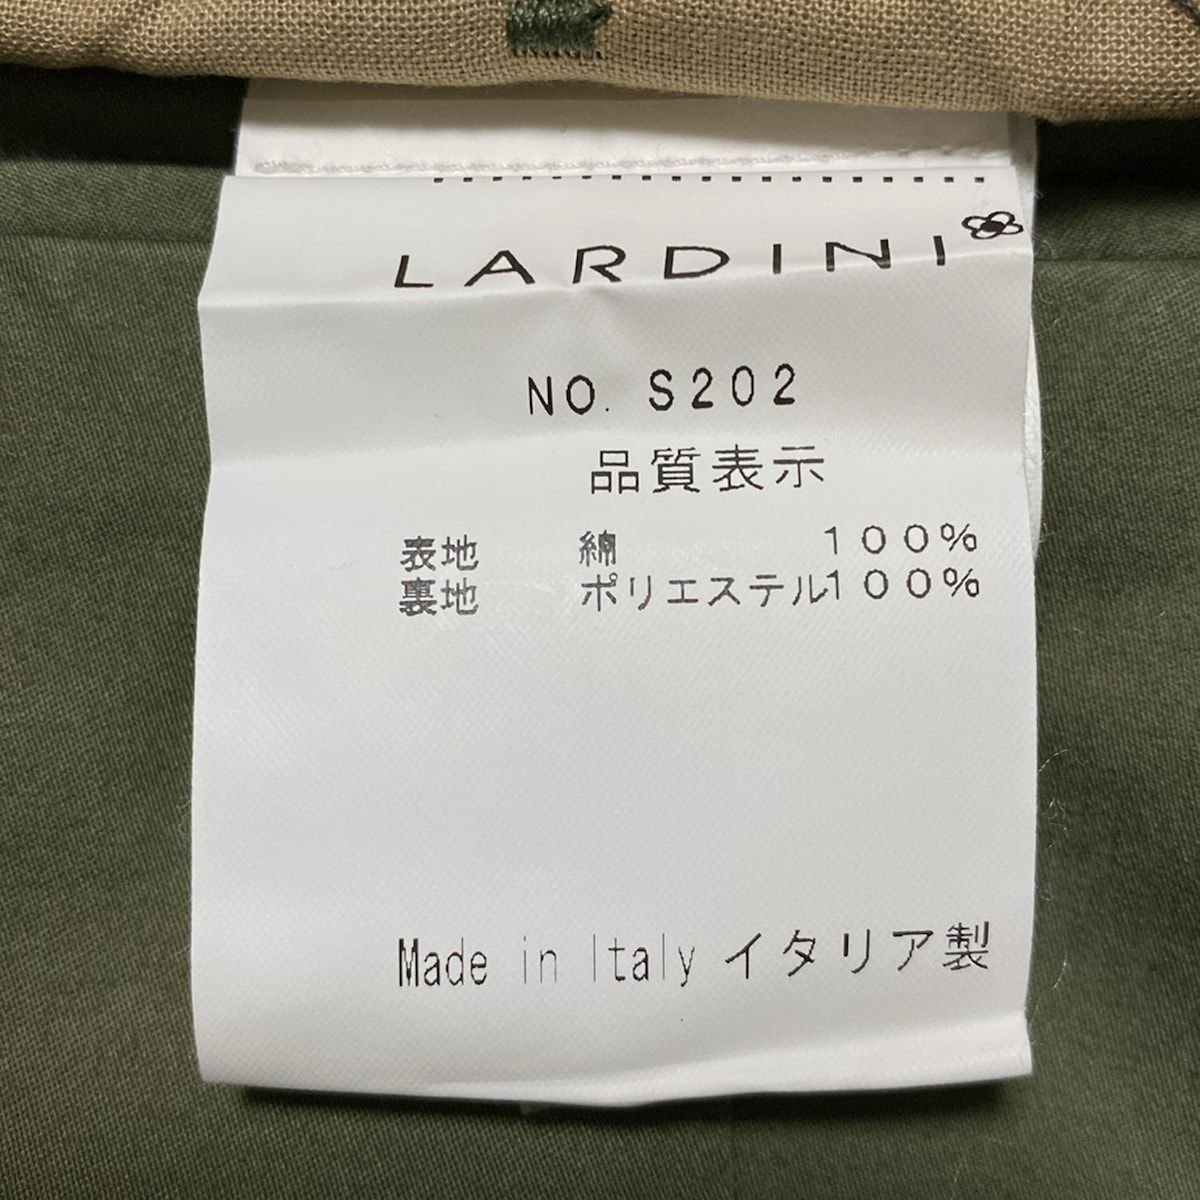 LARDINI
NO. S202
品質表示
表地 綿 100%
裏地 ポリエステル100%
Made in Italy イタリア製